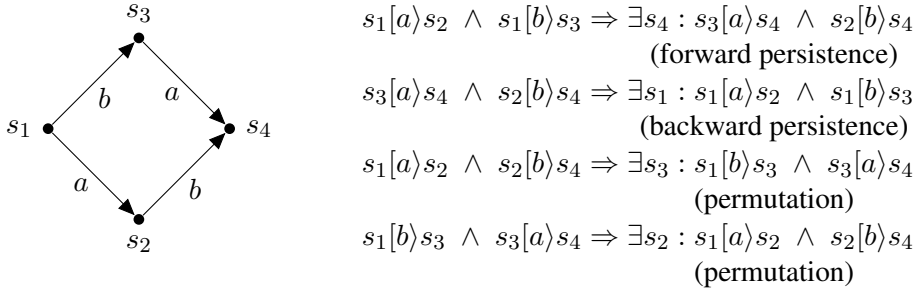 s₃
b
a
s₁
s₄
a
b
s₂
s₁[a⟩s₂ ∧ s₁[b⟩s₃ ⇒ ∃s₄ : s₃[a⟩s₄ ∧ s₂[b⟩s₄
(forward persistence)
s₃[a⟩s₄ ∧ s₂[b⟩s₄ ⇒ ∃s₁ : s₁[a⟩s₂ ∧ s₁[b⟩s₃
(backward persistence)
s₁[a⟩s₂ ∧ s₂[b⟩s₄ ⇒ ∃s₃ : s₁[b⟩s₃ ∧ s₃[a⟩s₄
(permutation)
s₁[b⟩s₃ ∧ s₃[a⟩s₄ ⇒ ∃s₂ : s₁[a⟩s₂ ∧ s₂[b⟩s₄
(permutation)